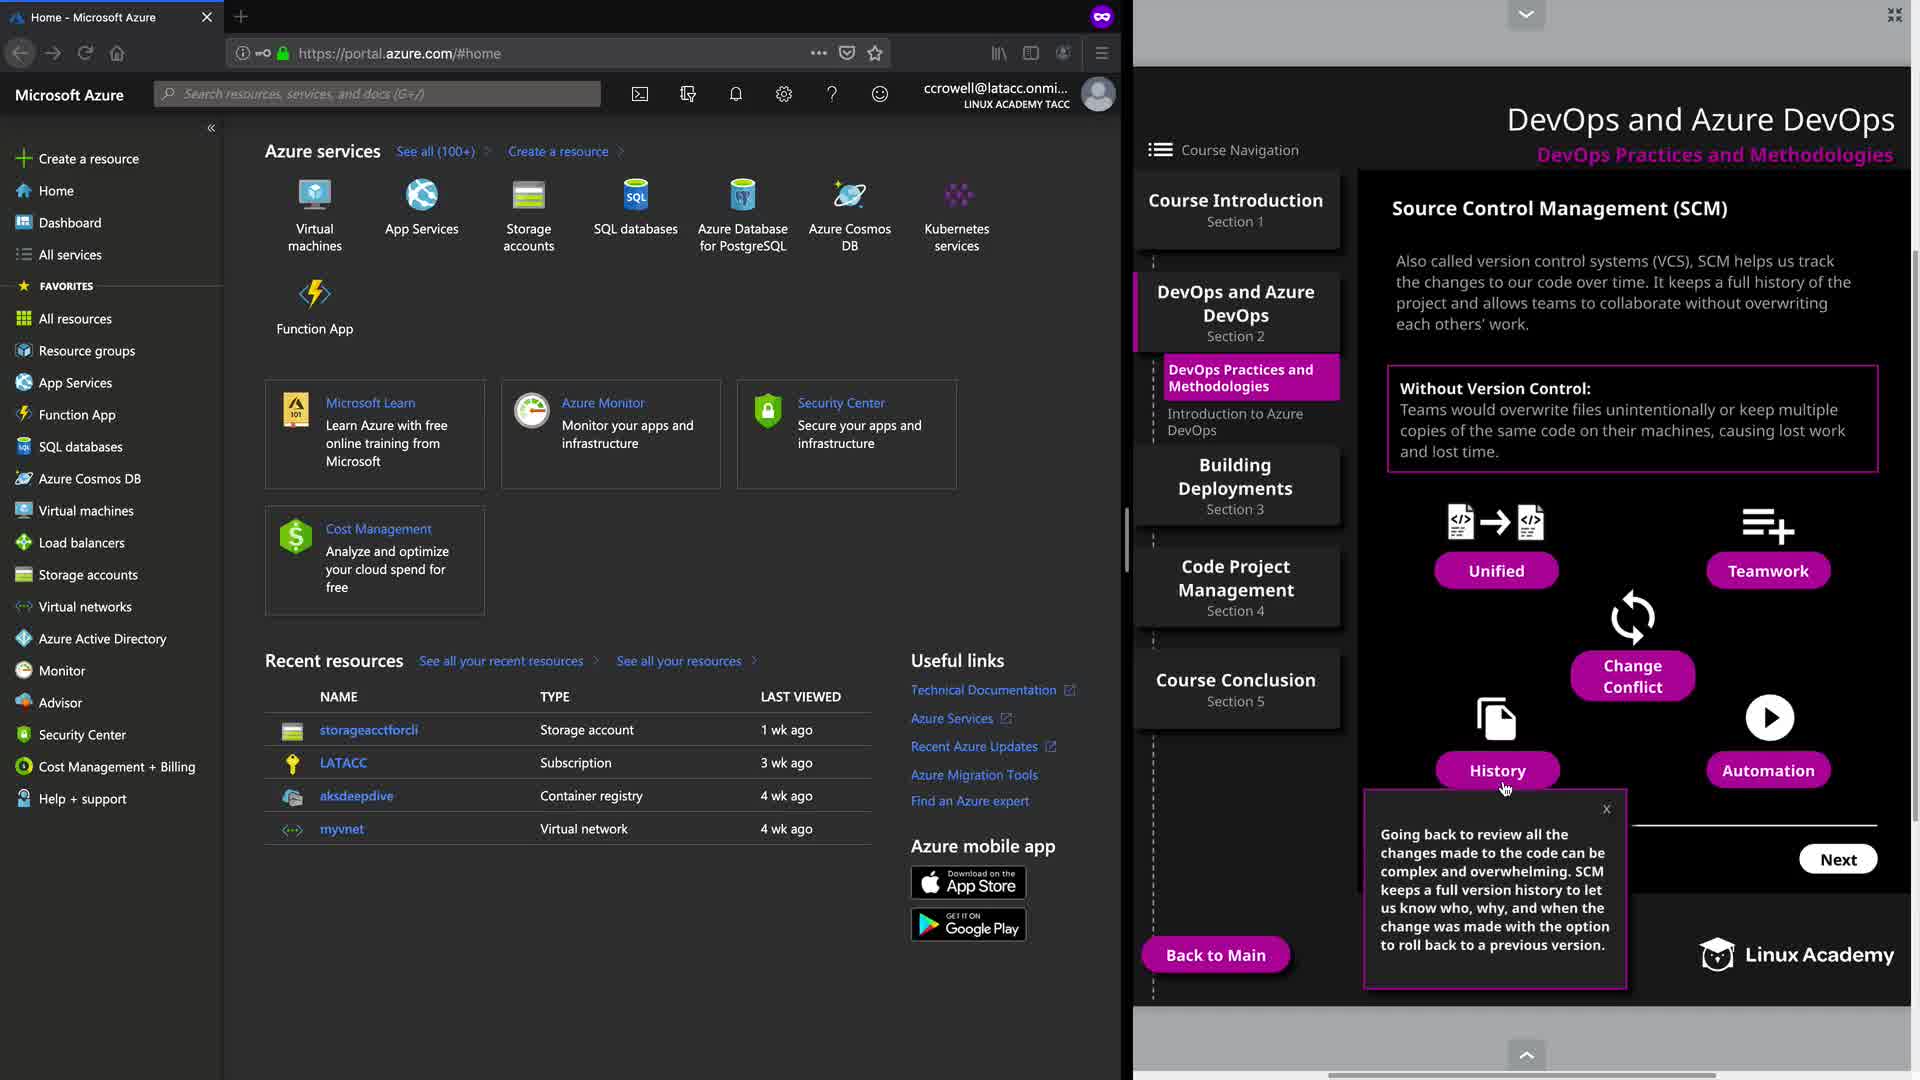 Home - Microsoft Azure
https://portal.azure.com/#home
Microsoft Azure
Search resources, services, and docs (G+/)
ccrowell@latacc.onmi...
LINUX ACADEMY TACC
Create a resource
Home
Dashboard
All services
FAVORITES
All resources
Resource groups
App Services
Function App
SQL databases
Azure Cosmos DB
Virtual machines
Load balancers
Storage accounts
Virtual networks
Azure Active Directory
Monitor
Advisor
Security Center
Cost Management + Billing
Help + support
Azure services
See all (100+)
Create a resource
Virtual
machines
App Services
Storage
accounts
SQL
SQL databases
Azure Database
for PostgreSQL
Azure Cosmos
DB
Kubernetes
services
Function App
101
Microsoft Learn
Learn Azure with free
online training from
Microsoft
Azure Monitor
Monitor your apps and
infrastructure
Security Center
Secure your apps and
infrastructure
Cost Management
Analyze and optimize
your cloud spend for
free
Recent resources
See all your recent resources
See all your resources
NAME TYPE LAST VIEWED
storageacctforcli Storage account 1 wk ago
LATACC Subscription 3 wk ago
aksdeepdive Container registry 4 wk ago
myvnet Virtual network 4 wk ago
Useful links
Technical Documentation
Azure Services
Recent Azure Updates
Azure Migration Tools
Find an Azure expert
Azure mobile app
Download on the
App Store
GET IT ON
Google Play
DevOps and Azure DevOps
DevOps Practices and Methodologies
Course Navigation
Course Introduction
Section 1
DevOps and Azure
DevOps
Section 2
DevOps Practices and
Methodologies
Introduction to Azure
DevOps
Building
Deployments
Section 3
Code Project
Management
Section 4
Course Conclusion
Section 5
Back to Main
Source Control Management (SCM)
Also called version control systems (VCS), SCM helps us track
the changes to our code over time. It keeps a full history of the
project and allows teams to collaborate without overwriting
each others' work.
Without Version Control:
Teams would overwrite files unintentionally or keep multiple
copies of the same code on their machines, causing lost work
and lost time.
Unified
Teamwork
Change
Conflict
History
Automation
x
Going back to review all the
changes made to the code can be
complex and overwhelming. SCM
keeps a full version history to let
us know who, why, and when the
change was made with the option
to roll back to a previous version.
Next
Linux Academy